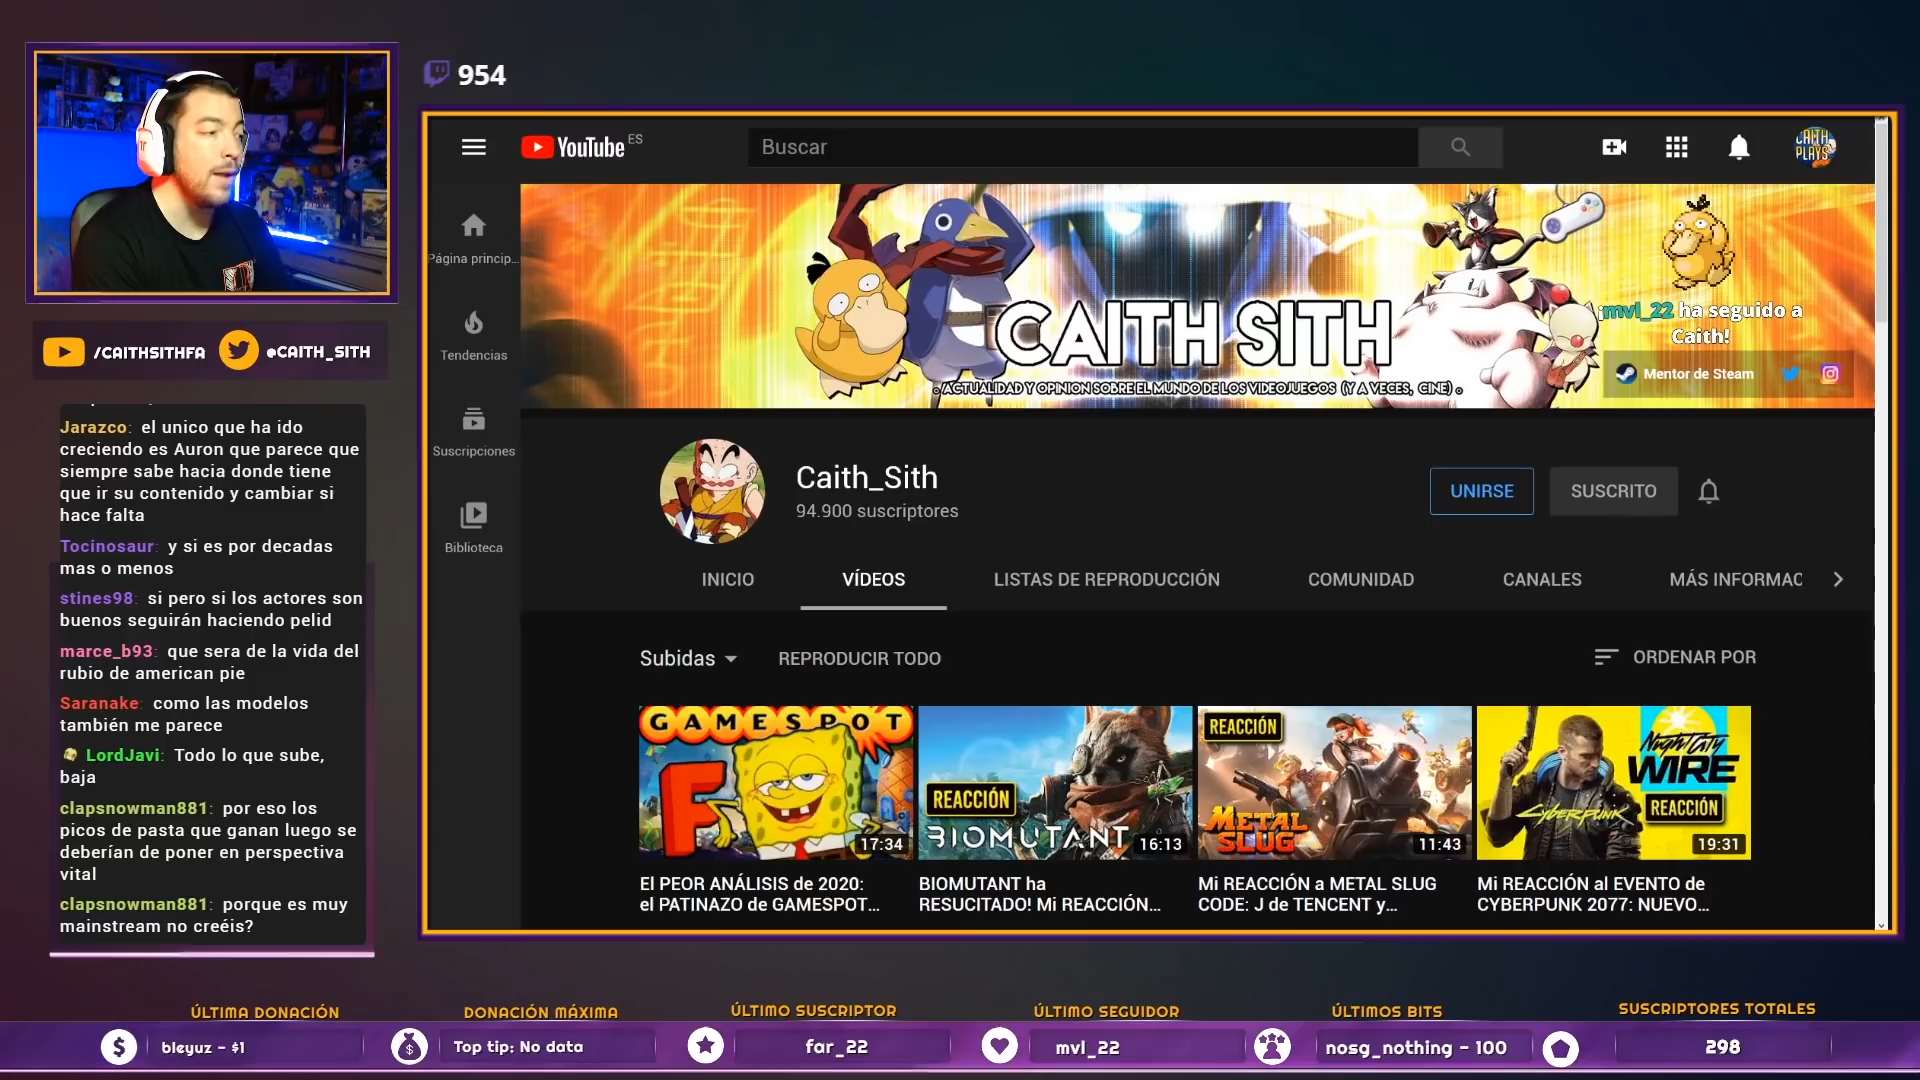 954
/CAITHSITHFA
@CAITH_SITH
Jarazco: el unico que ha ido
creciendo es Auron que parece que
siempre sabe hacia donde tiene
que ir su contenido y cambiar si
hace falta
Tocinosaur: y si es por decadas
mas o menos
stines98: si pero si los actores son
buenos seguirán haciendo pelid
marce_b93: que sera de la vida del
rubio de american pie
Saranake: como las modelos
también me parece
LordJavi: Todo lo que sube,
baja
clapsnowman881: por eso los
picos de pasta que ganan luego se
deberían de poner en perspectiva
vital
clapsnowman881: porque es muy
mainstream no creéis?
YouTube ES
Buscar
CAITH PLAYS
Página princip...
Tendencias
Suscripciones
Biblioteca
CAITH SITH
ACTUALIDAD Y OPINION SOBRE EL MUNDO DE LOS VIDEOJUEGOS (Y A VECES, CINE)
¡mvl_22 ha seguido a
Caith!
Mentor de Steam
Caith_Sith
94.900 suscriptores
UNIRSE
SUSCRITO
INICIO
VÍDEOS
LISTAS DE REPRODUCCIÓN
COMUNIDAD
CANALES
MÁS INFORMAC
Subidas
REPRODUCIR TODO
ORDENAR POR
GAMESPOT
F
17:34
REACCIÓN
BIOMUTANT
16:13
REACCIÓN
METAL
SLUG
11:43
Night City
WIRE
REACCIÓN
Cyberpunk
19:31
El PEOR ANÁLISIS de 2020:
el PATINAZO de GAMESPOT...
BIOMUTANT ha
RESUCITADO! Mi REACCIÓN...
Mi REACCIÓN a METAL SLUG
CODE: J de TENCENT y...
Mi REACCIÓN al EVENTO de
CYBERPUNK 2077: NUEVO...
ÚLTIMA DONACIÓN
bleyuz - $1
DONACIÓN MÁXIMA
Top tip: No data
ÚLTIMO SUSCRIPTOR
far_22
ÚLTIMO SEGUIDOR
mvl_22
ÚLTIMOS BITS
nosg_nothing - 100
SUSCRIPTORES TOTALES
298